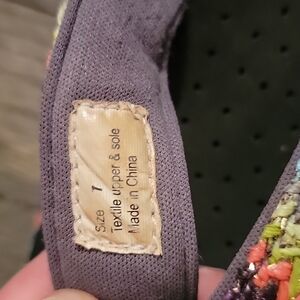 Size 1
Textile upper & sole
Made in China